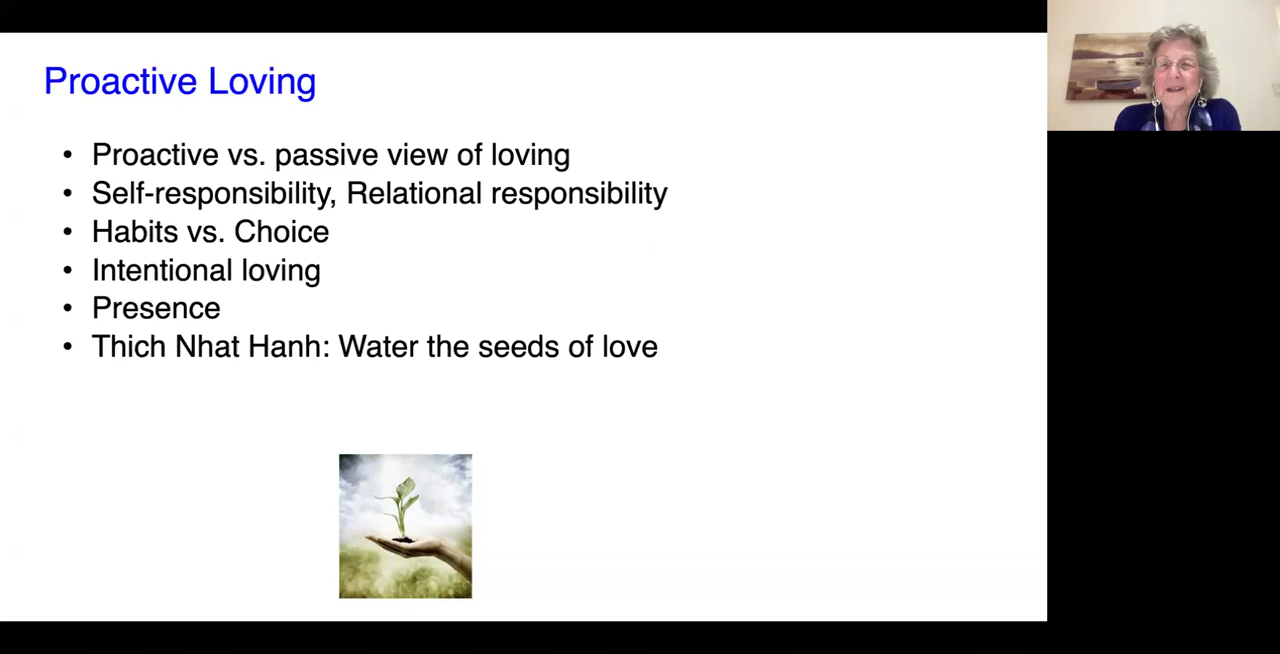 Proactive Loving
• Proactive vs. passive view of loving
• Self-responsibility, Relational responsibility
• Habits vs. Choice
• Intentional loving
• Presence
• Thich Nhat Hanh: Water the seeds of love